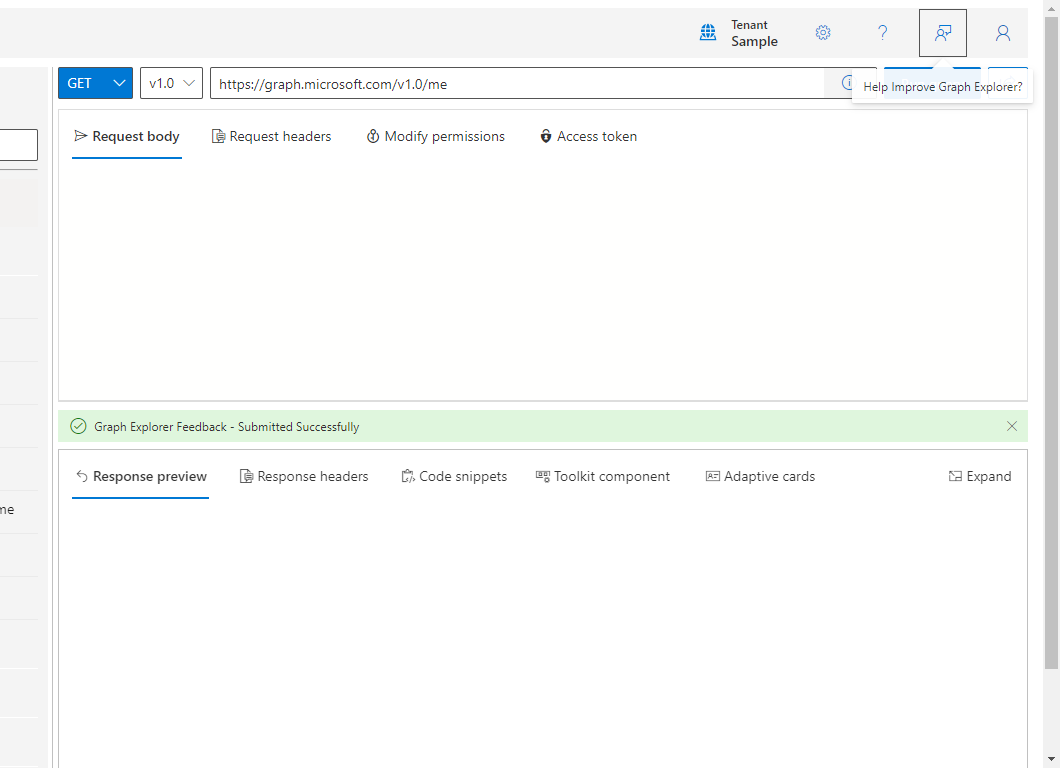 Tenant
Sample
GET
v1.0
https://graph.microsoft.com/v1.0/me
Help Improve Graph Explorer?
Request body
Request headers
Modify permissions
Access token
Graph Explorer Feedback - Submitted Successfully
Response preview
Response headers
Code snippets
Toolkit component
Adaptive cards
Expand
me